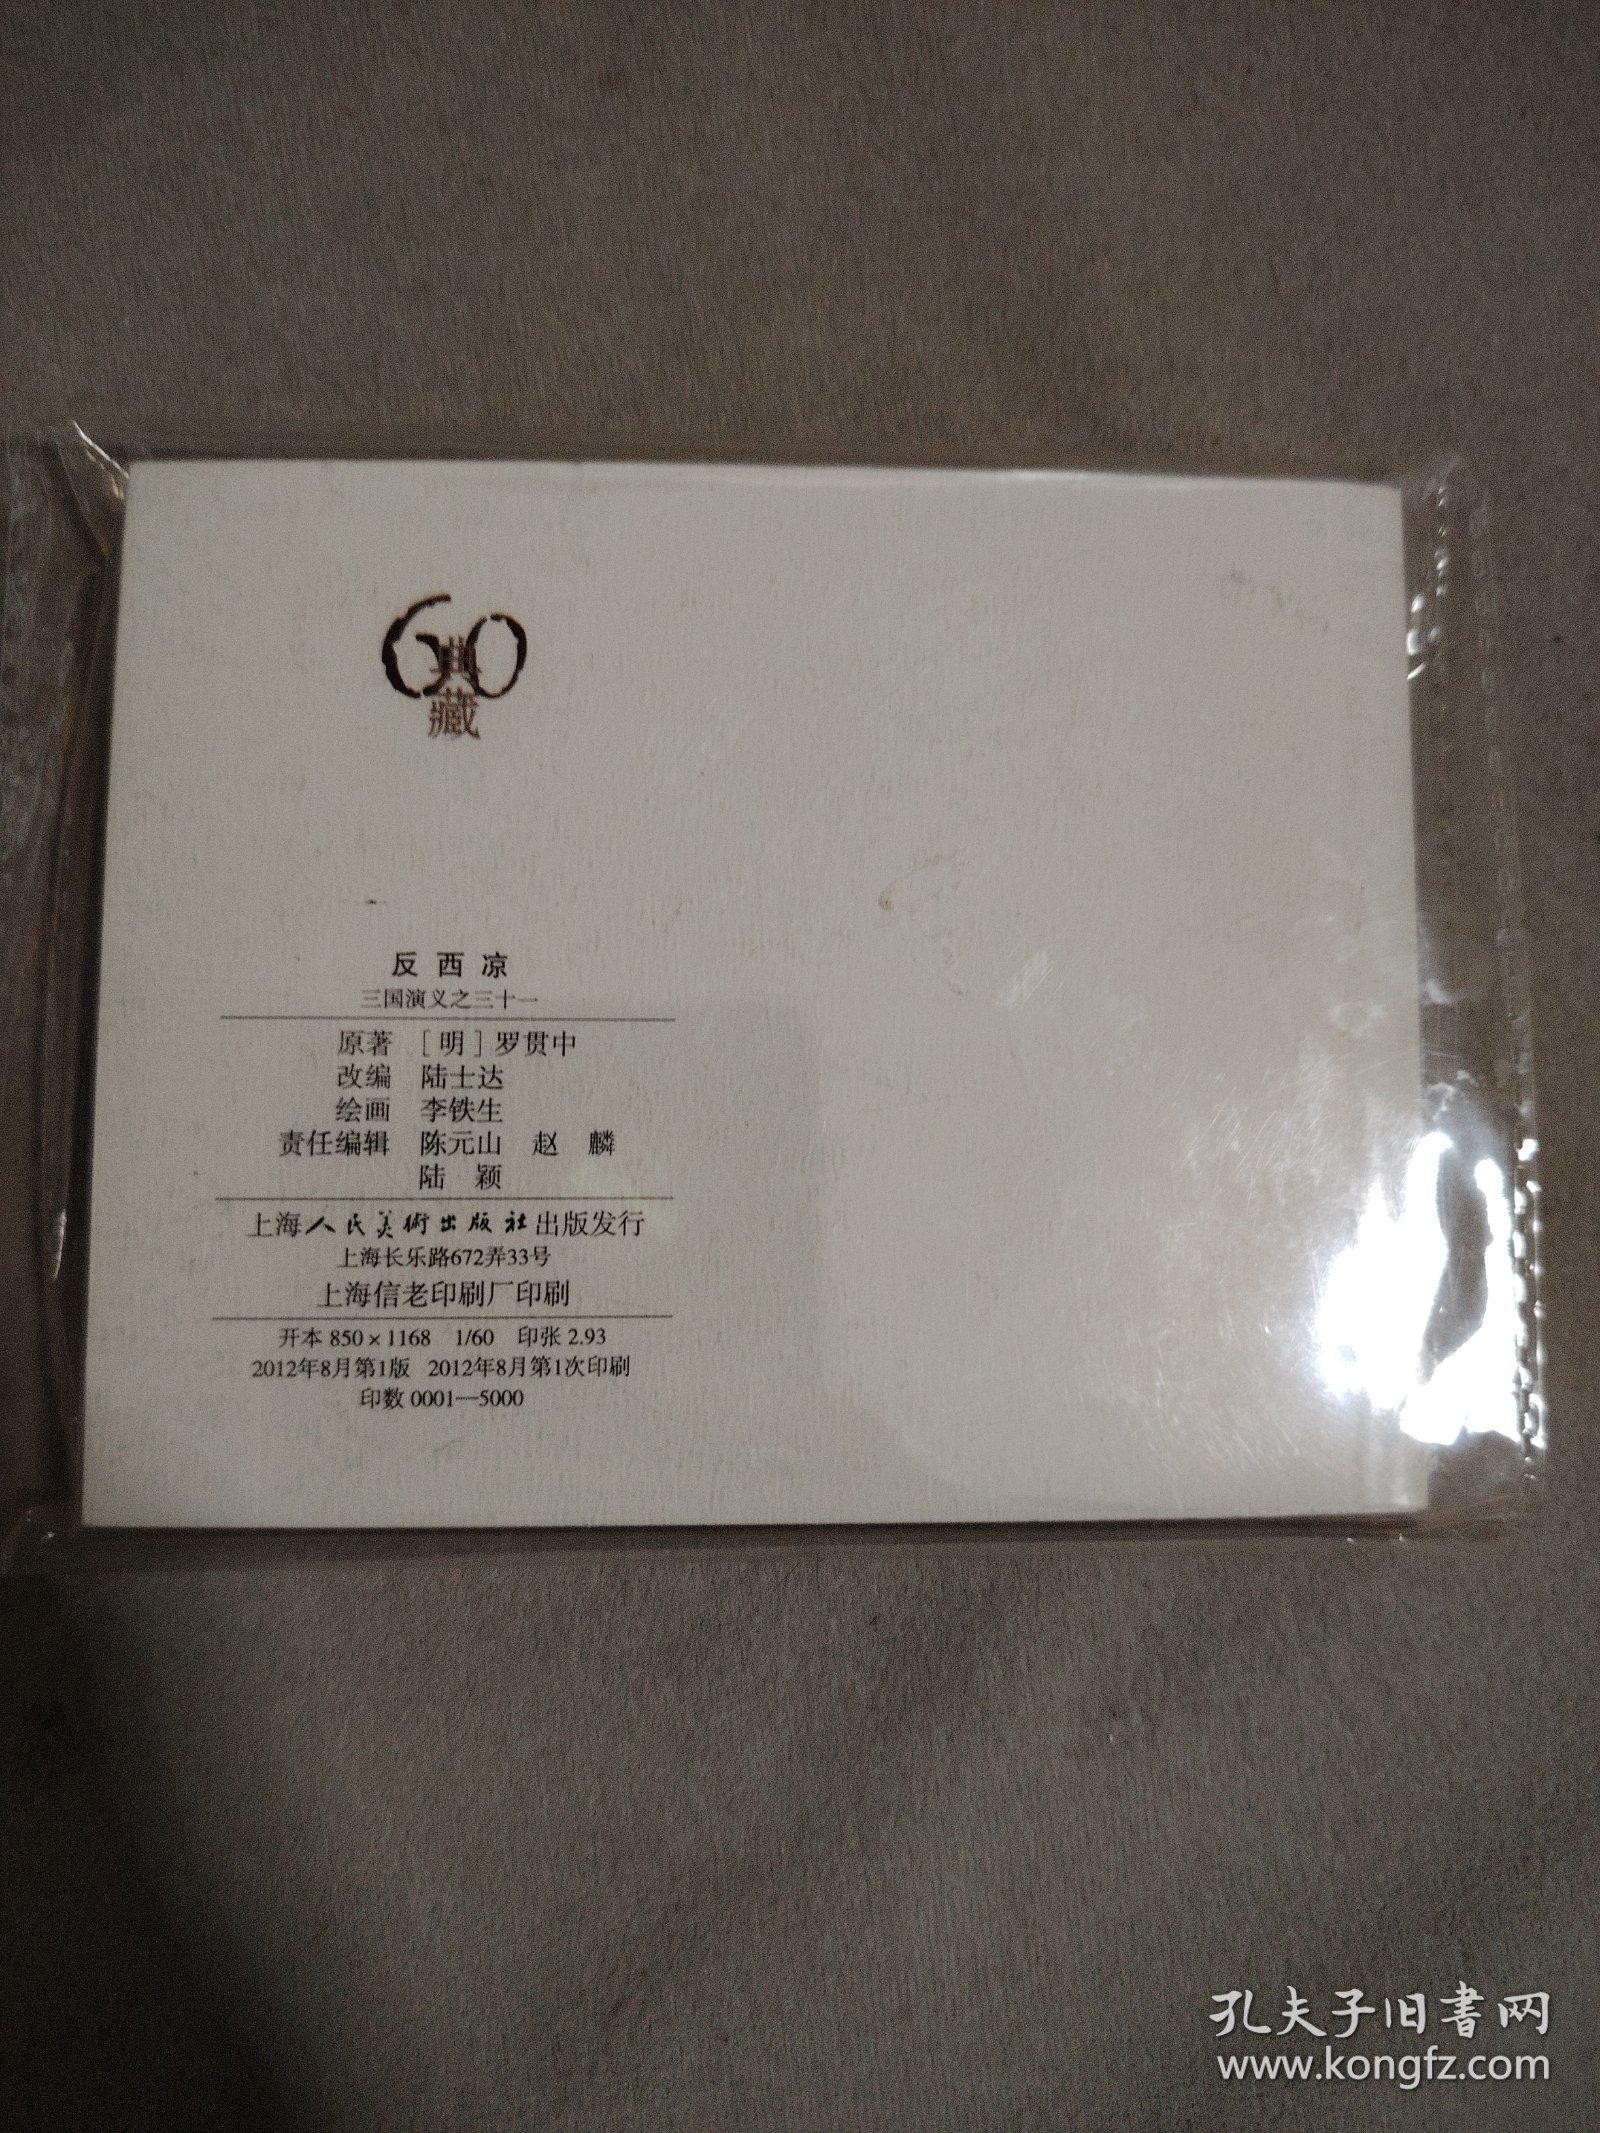 60
典
藏
反西凉
三国演义之三十一
原著 [明] 罗贯中
改编 陆士达
绘画 李铁生
责任编辑 陈元山 赵 麟
陆 颖
上海人民美術出版社出版发行
上海长乐路672弄33号
上海信老印刷厂印刷
开本 850×1168 1/60 印张 2.93
2012年8月第1版 2012年8月第1次印刷
印数 0001—5000
孔夫子旧書网
www.kongfz.com